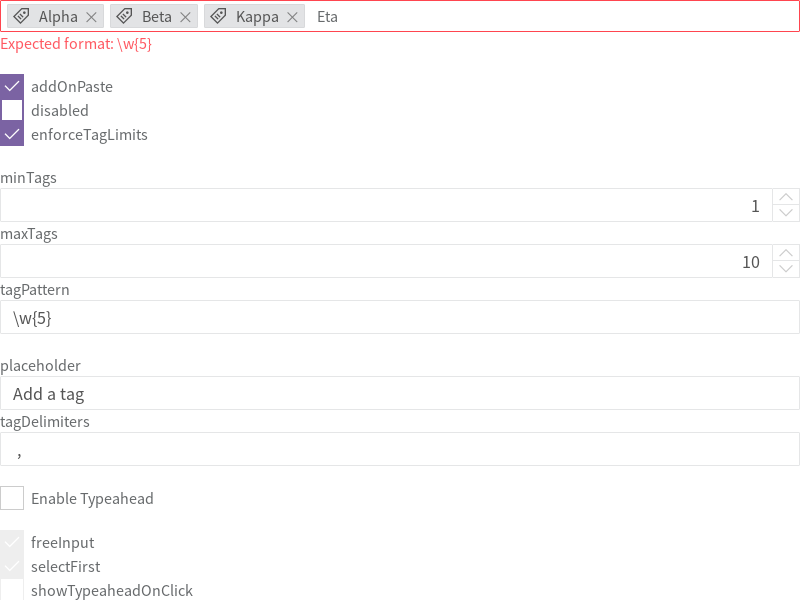 Alpha Beta Kappa Eta
Expected format: \w{5}
addOnPaste
disabled
enforceTagLimits
minTags
1
maxTags
10
tagPattern
\w{5}
placeholder
Add a tag
tagDelimiters
,
Enable Typeahead
freeInput
selectFirst
showTypeaheadOnClick